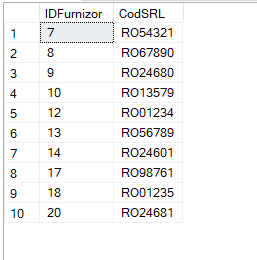 IDFurnizor CodSRL
1 7 RO54321
2 8 RO67890
3 9 RO24680
4 10 RO13579
5 12 RO01234
6 13 RO56789
7 14 RO24601
8 17 RO98761
9 18 RO01235
10 20 RO24681